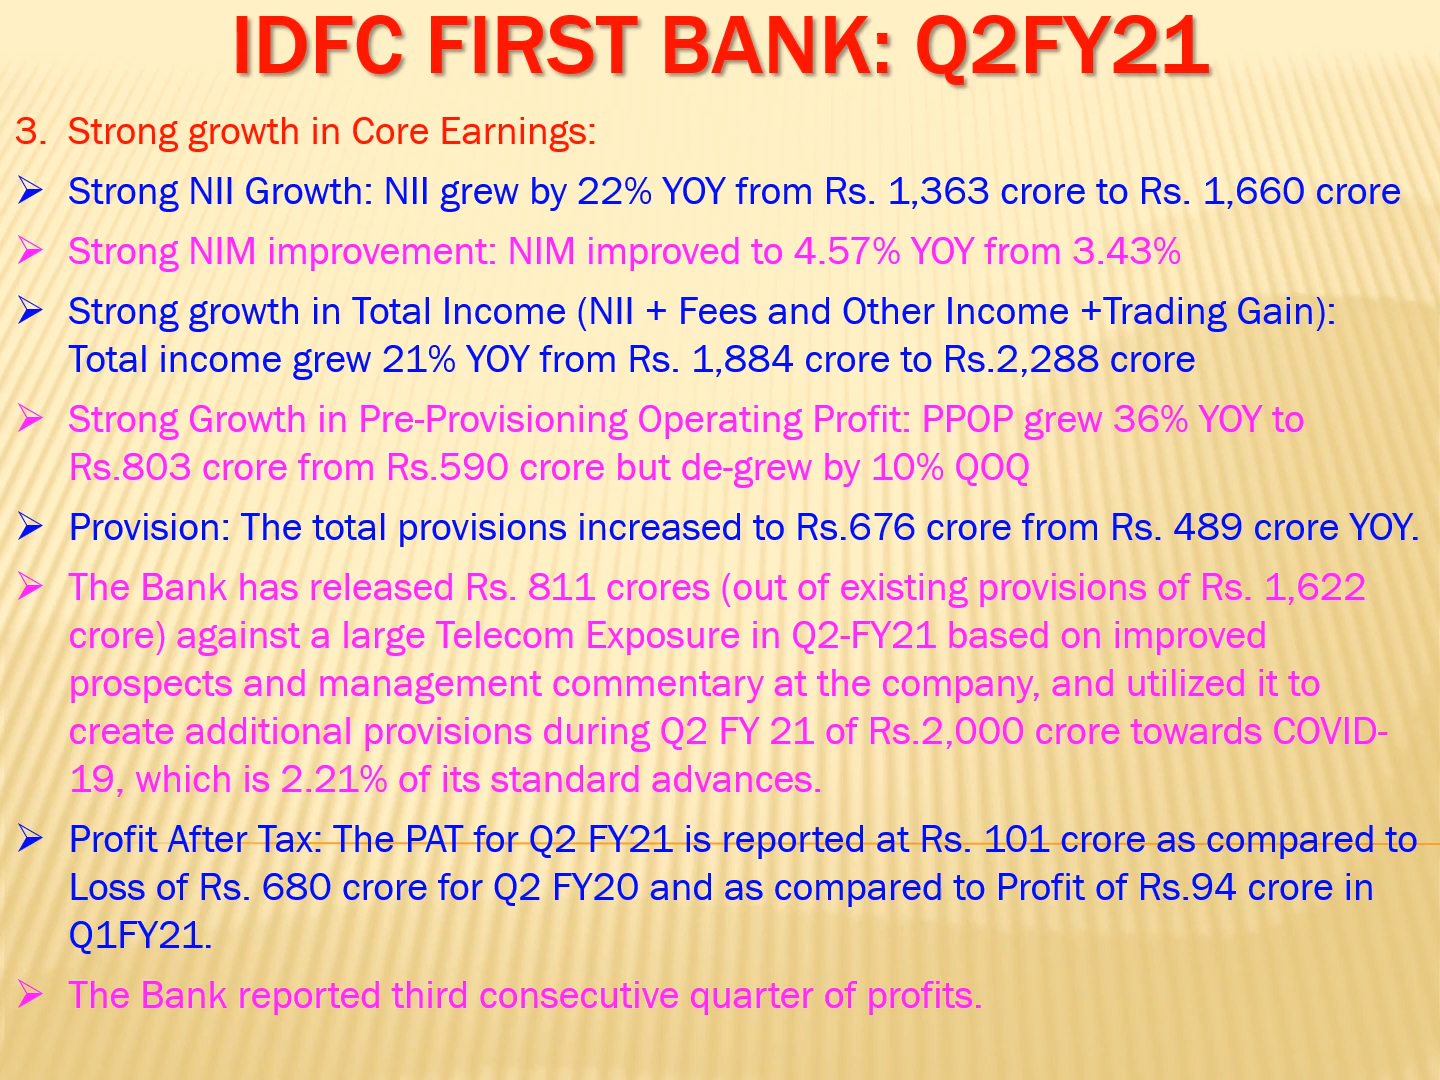 IDFC FIRST BANK: Q2FY21
3. Strong growth in Core Earnings:
➢ Strong NII Growth: NII grew by 22% YOY from Rs. 1,363 crore to Rs. 1,660 crore
➢ Strong NIM improvement: NIM improved to 4.57% YOY from 3.43%
➢ Strong growth in Total Income (NII + Fees and Other Income +Trading Gain):
Total income grew 21% YOY from Rs. 1,884 crore to Rs.2,288 crore
➢ Strong Growth in Pre-Provisioning Operating Profit: PPOP grew 36% YOY to
Rs.803 crore from Rs.590 crore but de-grew by 10% QOQ
➢ Provision: The total provisions increased to Rs.676 crore from Rs. 489 crore YOY.
➢ The Bank has released Rs. 811 crores (out of existing provisions of Rs. 1,622
crore) against a large Telecom Exposure in Q2-FY21 based on improved
prospects and management commentary at the company, and utilized it to
create additional provisions during Q2 FY 21 of Rs.2,000 crore towards COVID-
19, which is 2.21% of its standard advances.
➢ Profit After Tax: The PAT for Q2 FY21 is reported at Rs. 101 crore as compared to
Loss of Rs. 680 crore for Q2 FY20 and as compared to Profit of Rs.94 crore in
Q1FY21.
➢ The Bank reported third consecutive quarter of profits.